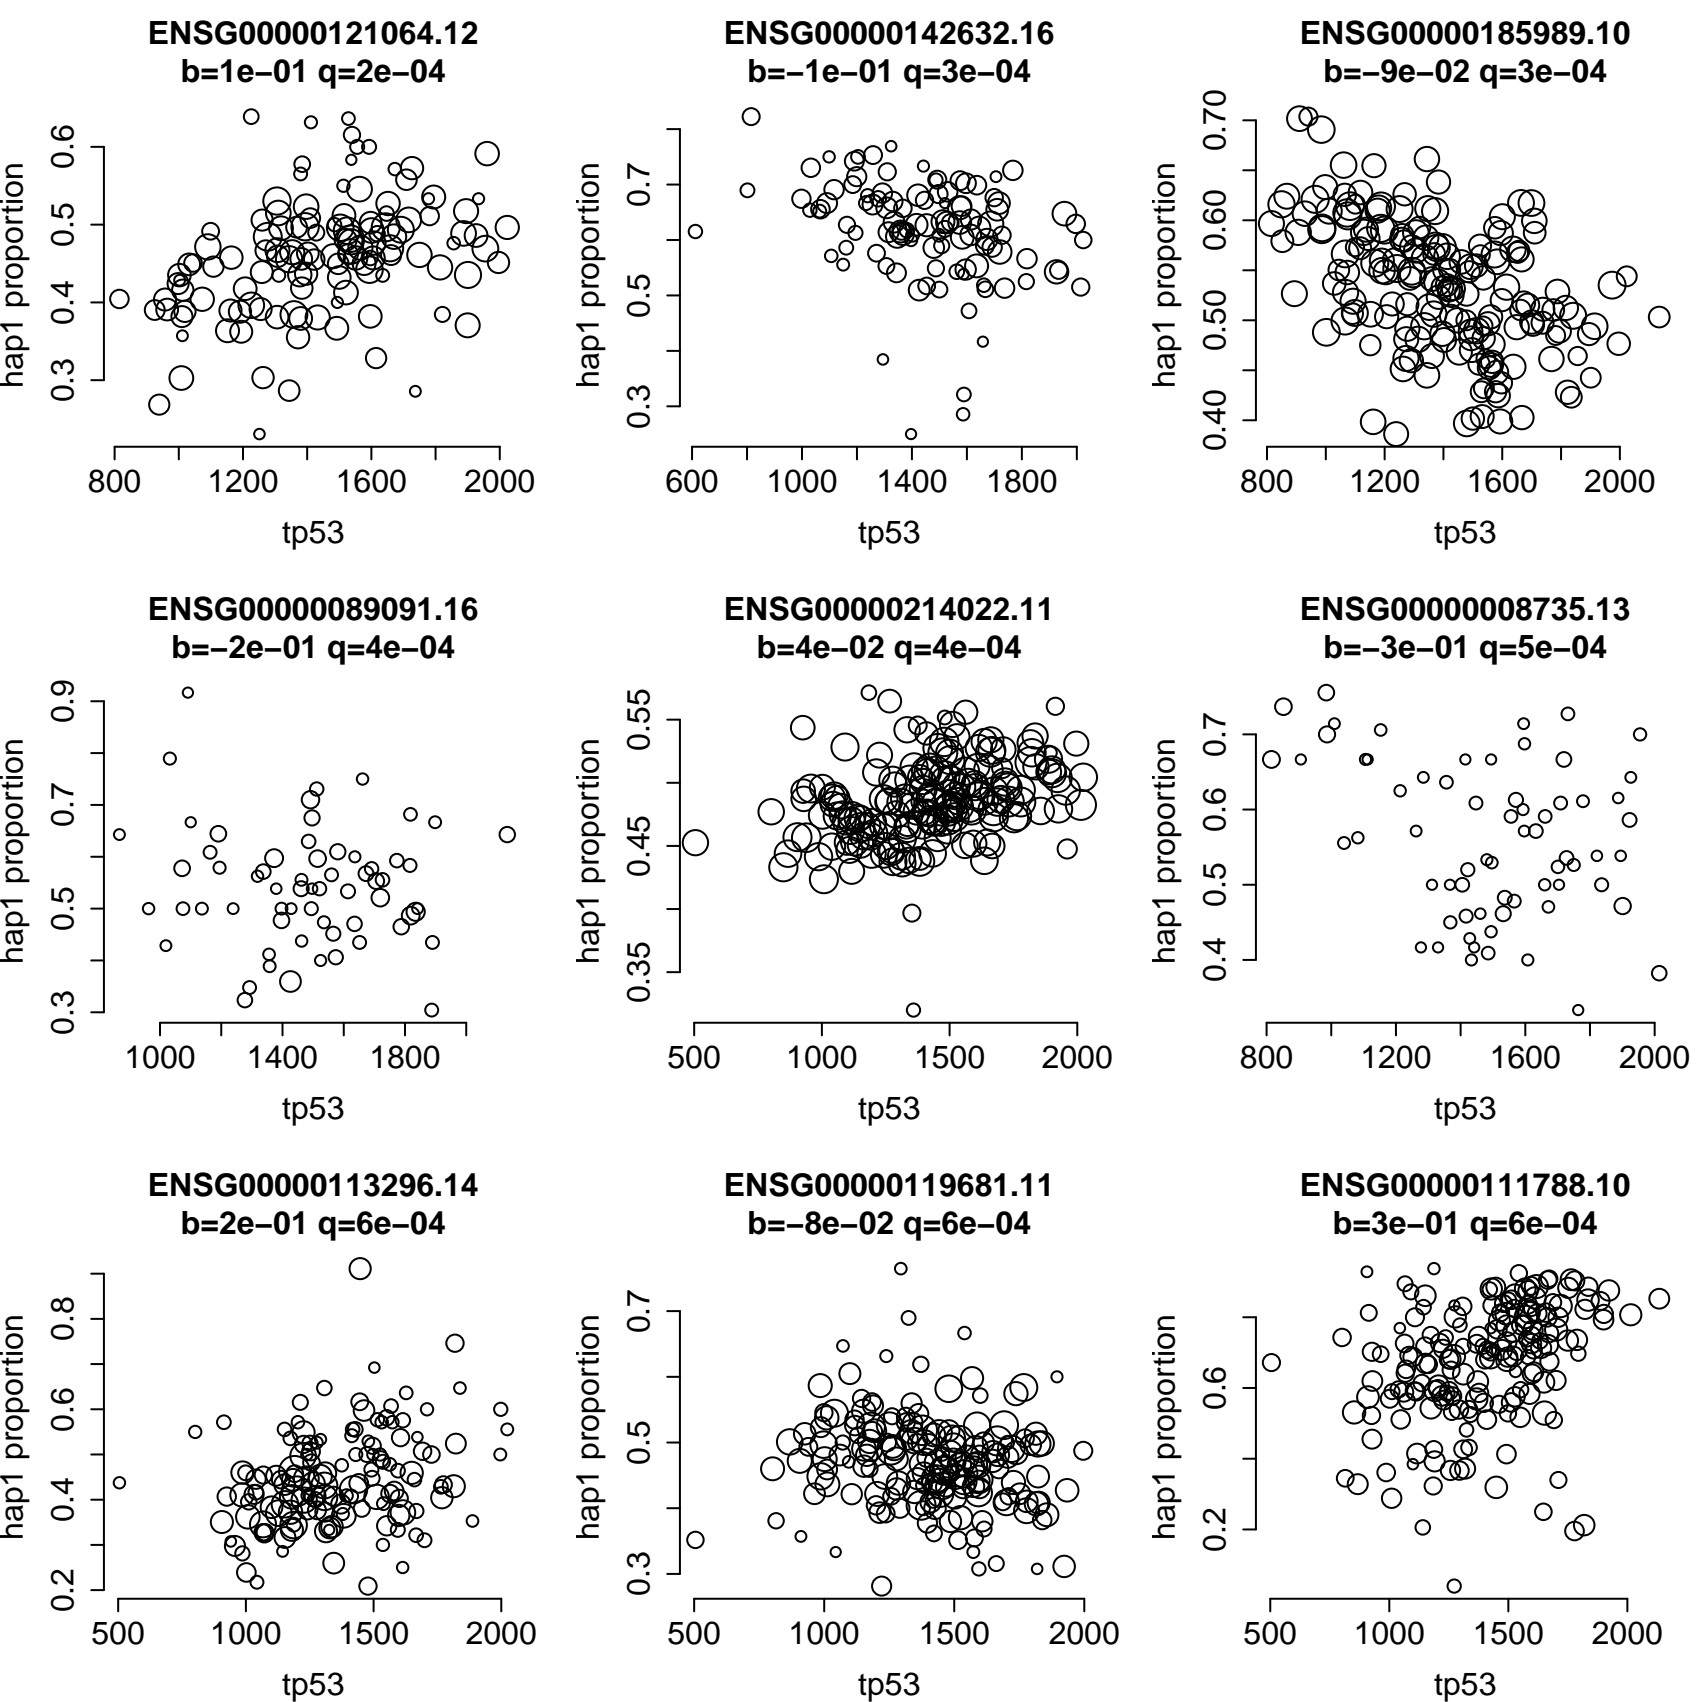 ENSG00000121064.12
b=1e−01 q=2e−04
hap1 proportion
0.3 0.4 0.5 0.6
800 1200 1600 2000
tp53
ENSG00000142632.16
b=−1e−01 q=3e−04
hap1 proportion
0.3 0.5 0.7
600 1000 1400 1800
tp53
ENSG00000185989.10
b=−9e−02 q=3e−04
hap1 proportion
0.40 0.50 0.60 0.70
800 1200 1600 2000
tp53
ENSG00000089091.16
b=−2e−01 q=4e−04
hap1 proportion
0.3 0.5 0.7 0.9
1000 1400 1800
tp53
ENSG00000214022.11
b=4e−02 q=4e−04
hap1 proportion
0.35 0.45 0.55
500 1000 1500 2000
tp53
ENSG00000008735.13
b=−3e−01 q=5e−04
hap1 proportion
0.4 0.5 0.6 0.7
800 1200 1600 2000
tp53
ENSG00000113296.14
b=2e−01 q=6e−04
hap1 proportion
0.2 0.4 0.6 0.8
500 1000 1500 2000
tp53
ENSG00000119681.11
b=−8e−02 q=6e−04
hap1 proportion
0.3 0.5 0.7
500 1000 1500 2000
tp53
ENSG00000111788.10
b=3e−01 q=6e−04
hap1 proportion
0.2 0.6
500 1000 1500 2000
tp53